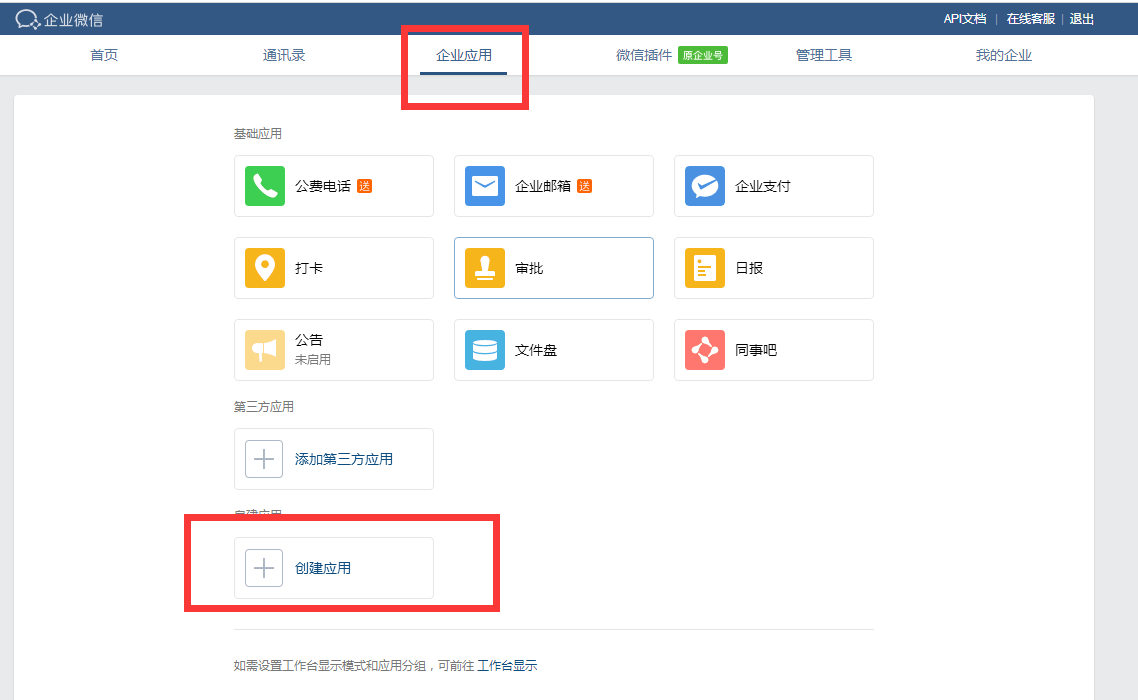 企业微信
API文档 | 在线客服 | 退出
首页 通讯录 企业应用 微信插件 原企业号 管理工具 我的企业
基础应用
公费电话 送 企业邮箱 送 企业支付
打卡 审批 日报
公告
未启用
文件盘 同事吧
第三方应用
添加第三方应用
自建应用
创建应用
如需设置工作台显示模式和应用分组，可前往 工作台显示